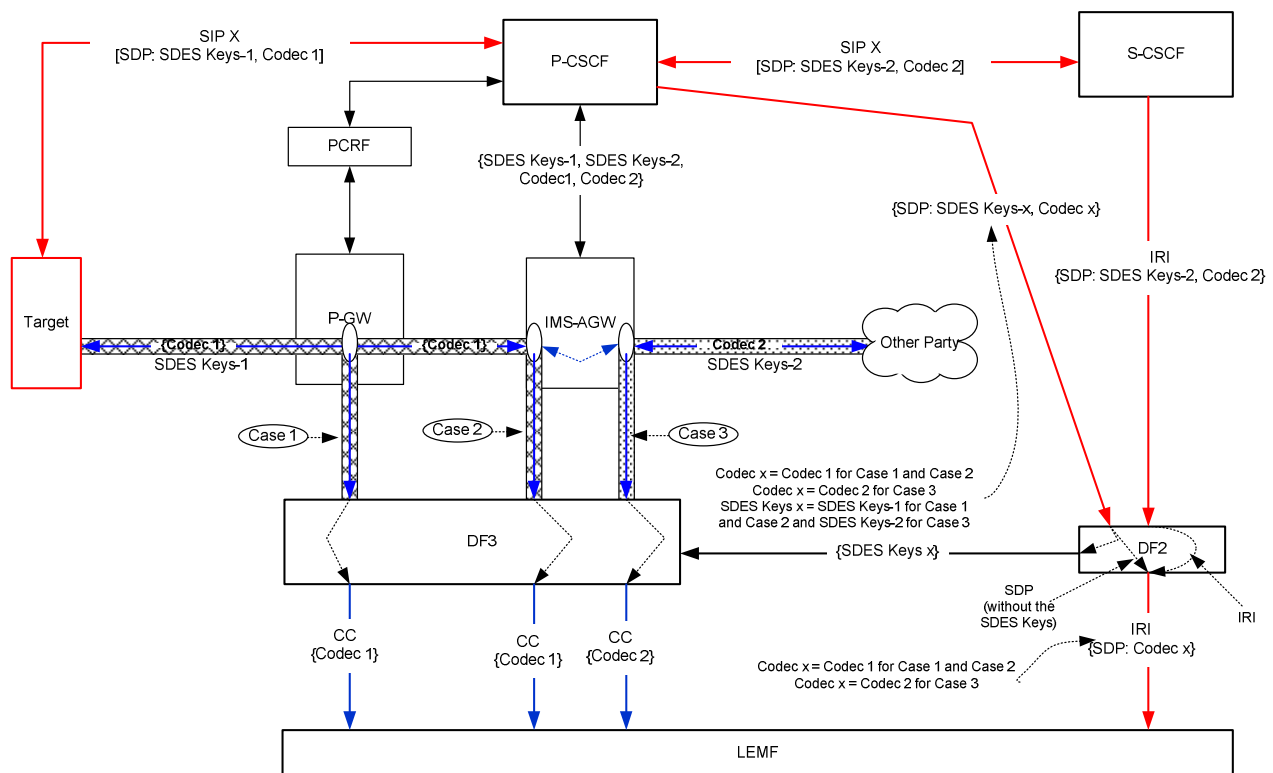 SIP X
[SDP: SDES Keys-1, Codec 1]
P-CSCF
SIP X
[SDP: SDES Keys-2, Codec 2]
S-CSCF
PCRF
{SDES Keys-1, SDES Keys-2,
Codec1, Codec 2}
{SDP: SDES Keys-x, Codec x}
IRI
{SDP: SDES Keys-2, Codec 2}
Target
P-GW
IMS-AGW
Other Party
{Codec 1}
{Codec 1}
Codec 2
SDES Keys-1
SDES Keys-2
Case 1
Case 2
Case 3
Codec x = Codec 1 for Case 1 and Case 2
Codec x = Codec 2 for Case 3
SDES Keys x = SDES Keys-1 for Case 1
and Case 2 and SDES Keys-2 for Case 3
DF3
{SDES Keys x}
DF2
SDP
(without the
SDES Keys)
IRI
CC
{Codec 1}
CC
{Codec 1}
CC
{Codec 2}
IRI
{SDP: Codec x}
Codec x = Codec 1 for Case 1 and Case 2
Codec x = Codec 2 for Case 3
LEMF